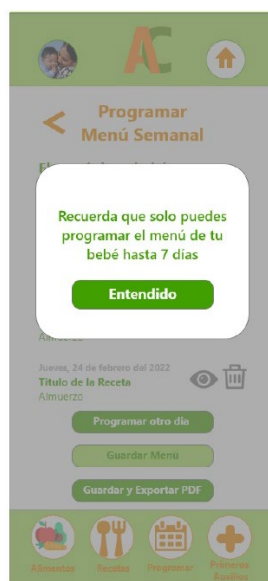 AC
Programar
Menú Semanal
Recuerda que solo puedes
programar el menú de tu
bebé hasta 7 días
Entendido
Almuerzo
Jueves, 24 de febrero del 2022
Título de la Receta
Almuerzo
Programar otro día
Guardar Menú
Guardar y Exportar PDF
Alimentos Recetas Programar Primeros
Auxilios